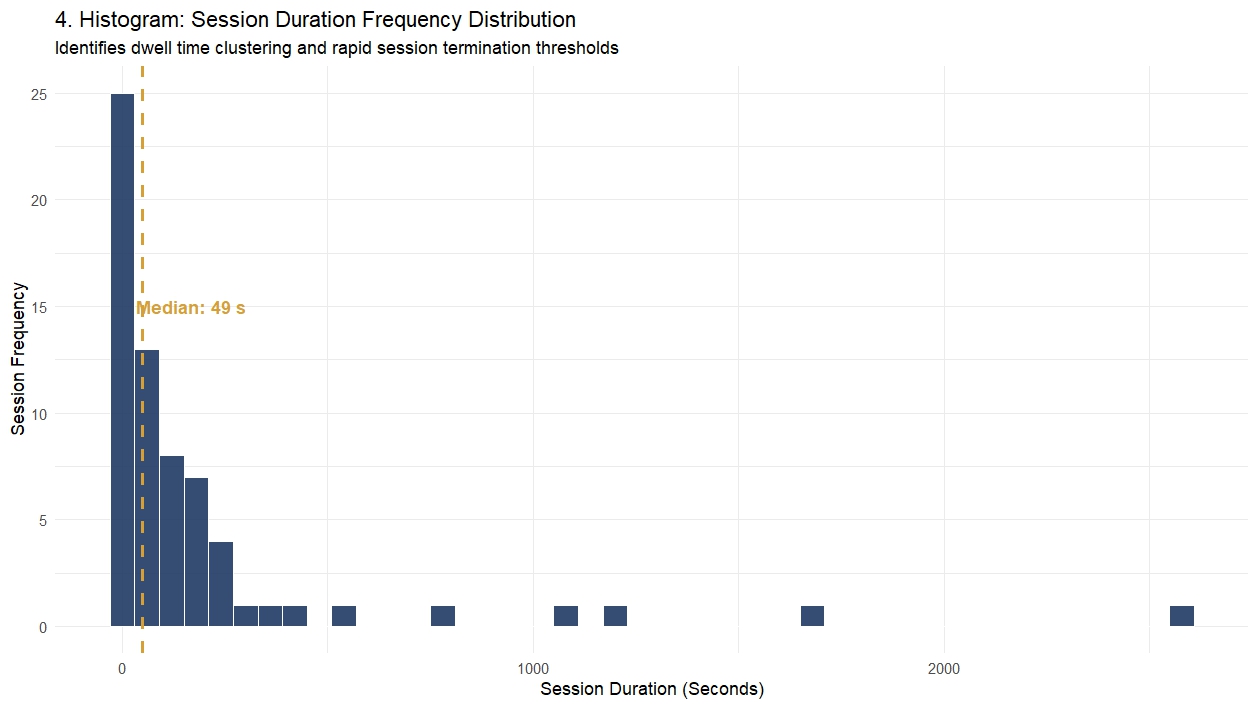 4. Histogram: Session Duration Frequency Distribution
Identifies dwell time clustering and rapid session termination thresholds
25
20
15
10
5
0
Session Frequency
Median: 49 s
0
1000
2000
Session Duration (Seconds)